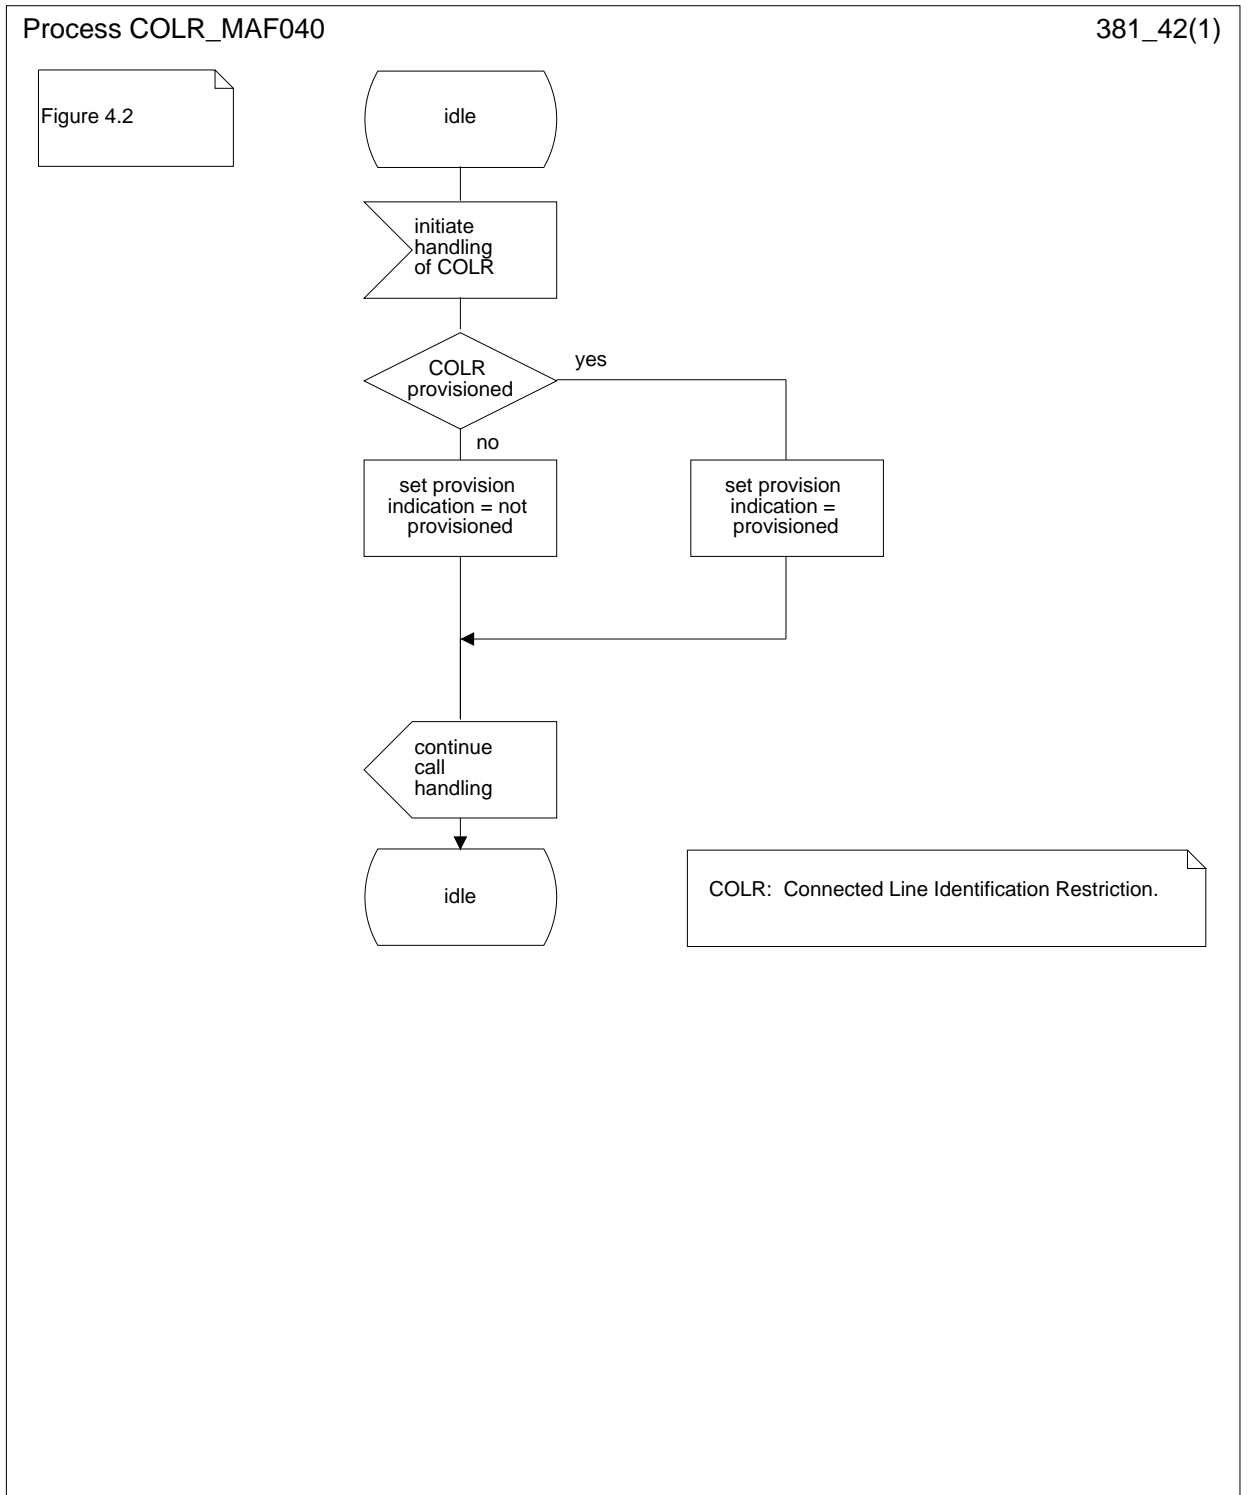 Process COLR_MAF040
381_42(1)
Figure 4.2
idle
initiate
handling
of COLR
COLR
provisioned
yes
no
set provision
indication = not
provisioned
set provision
indication =
provisioned
continue
call
handling
idle
COLR:  Connected Line Identification Restriction.